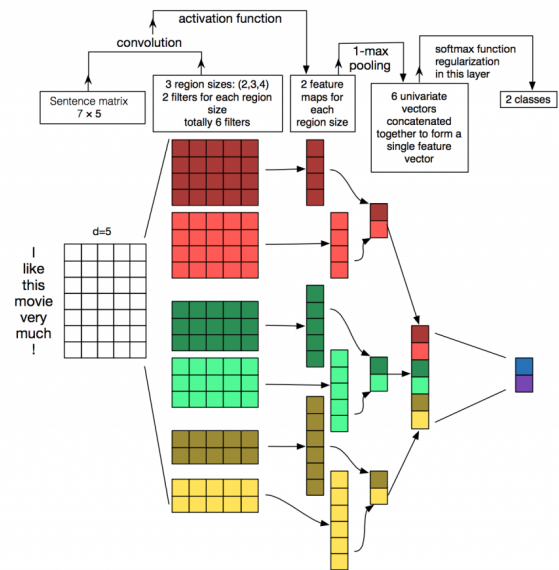 activation function
convolution
1-max
pooling
softmax function
regularization
in this layer
Sentence matrix
7 × 5
3 region sizes: (2,3,4)
2 filters for each region
size
totally 6 filters
2 feature
maps for
each
region size
6 univariate
vectors
concatenated
together to form a
single feature
vector
2 classes
d=5
I
like
this
movie
very
much
!